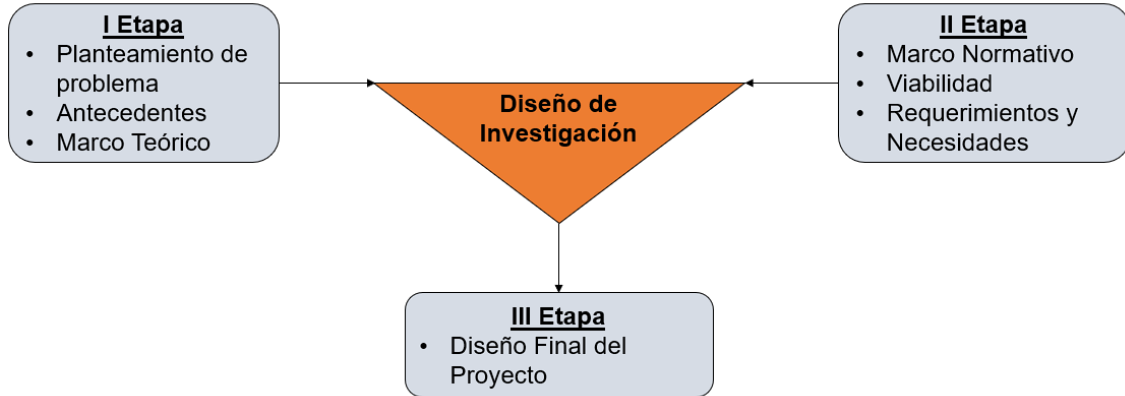 I Etapa
• Planteamiento de
problema
• Antecedentes
• Marco Teórico
Diseño de
Investigación
II Etapa
• Marco Normativo
• Viabilidad
• Requerimientos y
Necesidades
III Etapa
• Diseño Final del
Proyecto